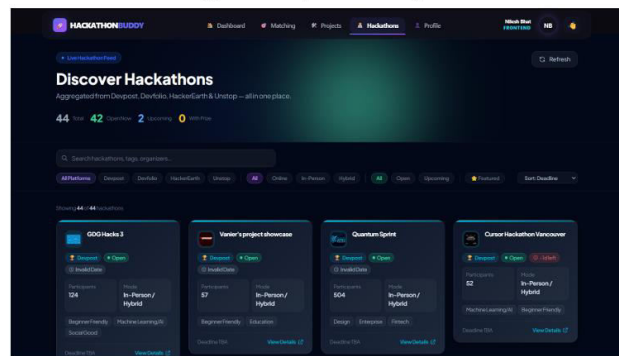 HACKATHONBUDDY
Dashboard
Matching
Projects
Hackathons
Profile
Nilesh Bhat
FRONTEND
NB
Live Hackathon Feed
Refresh
Discover Hackathons
Aggregated from Devpost, Devfolio, HackerEarth & Unstop — all in one place.
44 Total 42 Open Now 2 Upcoming 0 With Prize
Search hackathons, tags, organizers...
All Platforms Devpost Devfolio HackerEarth Unstop All Online In-Person Hybrid All Open Upcoming Featured Sort: Deadline
Showing 44 of 44 hackathons
GDG Hacks 3
Devpost Open
Invalid Date
Participants
124
Mode
In-Person / Hybrid
Beginner Friendly Machine Learning/AI
Social Good
Deadline TBA View Details
Vanier's project showcase
Devpost Open
Invalid Date
Participants
57
Mode
In-Person / Hybrid
Beginner Friendly Education
Deadline TBA View Details
Quantum Sprint
Devpost Open
Invalid Date
Participants
504
Mode
In-Person / Hybrid
Design Enterprise Fintech
Deadline TBA View Details
Cursor Hackathon Vancouver
Devpost Open
Participants
52
Mode
In-Person / Hybrid
Machine Learning/AI Beginner Friendly
Deadline TBA View Details